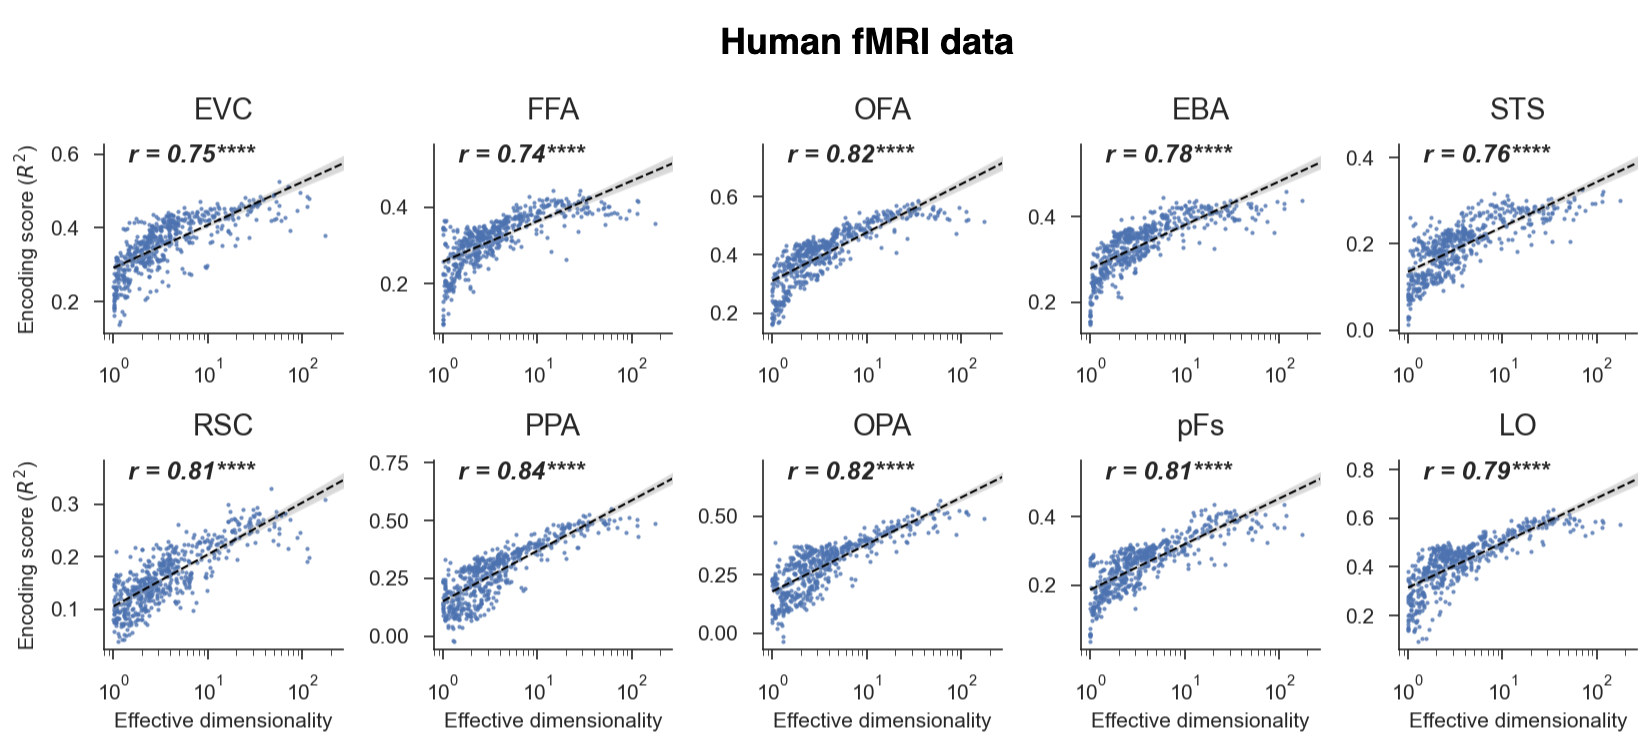 Human fMRI data
EVC FFA OFA EBA STS
r = 0.75**** r = 0.74**** r = 0.82**** r = 0.78**** r = 0.76****
Encoding score (R²)
0.6
0.4
0.2
0.4
0.2
0.6
0.4
0.2
0.4
0.2
0.4
0.2
0.0
10⁰ 10¹ 10² 10⁰ 10¹ 10² 10⁰ 10¹ 10² 10⁰ 10¹ 10² 10⁰ 10¹ 10²
RSC PPA OPA pFs LO
r = 0.81**** r = 0.84**** r = 0.82**** r = 0.81**** r = 0.79****
Encoding score (R²)
0.3
0.2
0.1
0.75
0.50
0.25
0.00
0.50
0.25
0.00
0.4
0.2
0.8
0.6
0.4
0.2
10⁰ 10¹ 10² 10⁰ 10¹ 10² 10⁰ 10¹ 10² 10⁰ 10¹ 10² 10⁰ 10¹ 10²
Effective dimensionality Effective dimensionality Effective dimensionality Effective dimensionality Effective dimensionality